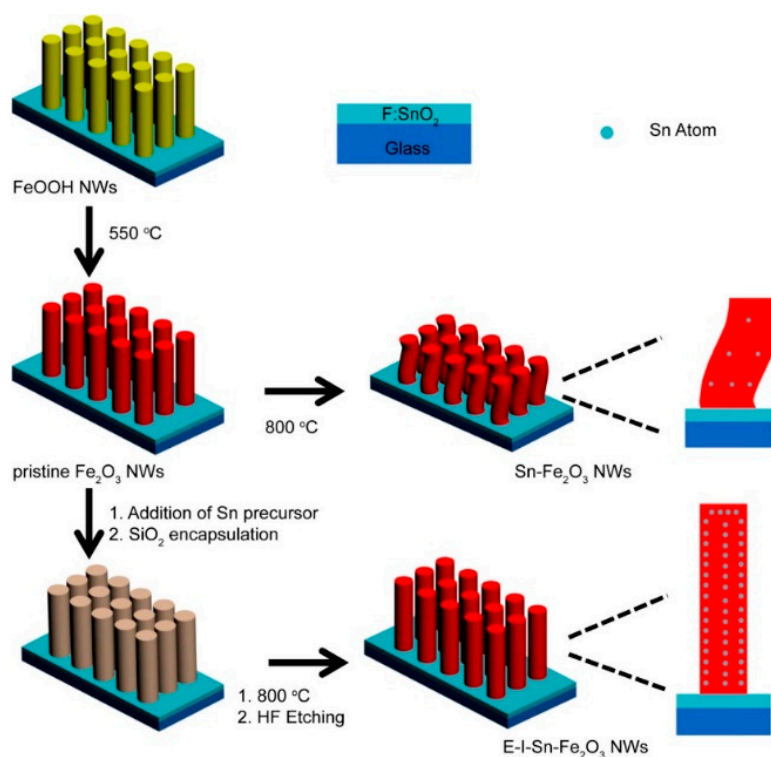 F:SnO₂
Glass
Sn Atom
FeOOH NWs
550 °C
800 °C
pristine Fe₂O₃ NWs
Sn-Fe₂O₃ NWs
1. Addition of Sn precursor
2. SiO₂ encapsulation
1. 800 °C
2. HF Etching
E-I-Sn-Fe₂O₃ NWs